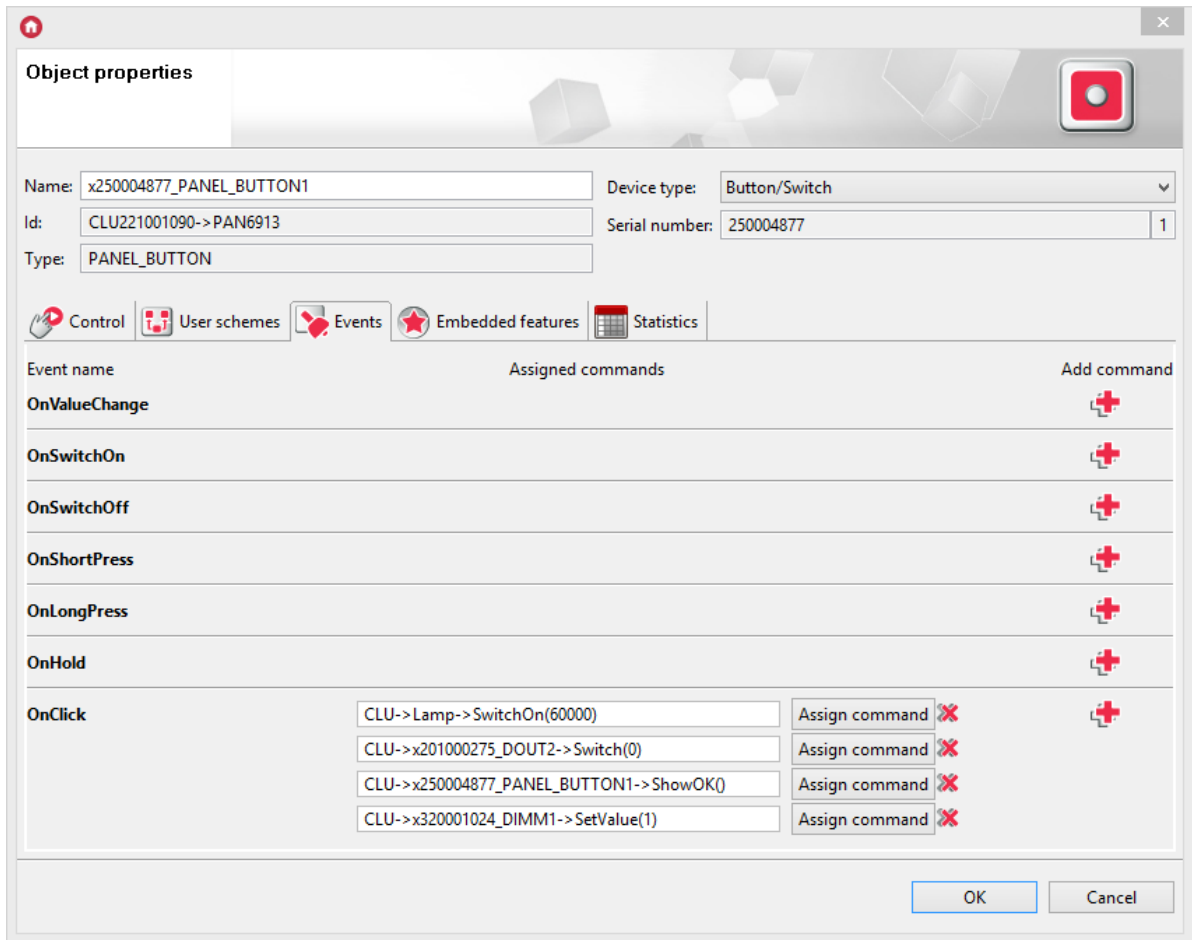 Object properties
Name: x250004877_PANEL_BUTTON1 Device type: Button/Switch
Id: CLU221001090->PAN6913 Serial number: 250004877 1
Type: PANEL_BUTTON
Control User schemes Events Embedded features Statistics
Event name Assigned commands Add command
OnValueChange
OnSwitchOn
OnSwitchOff
OnShortPress
OnLongPress
OnHold
OnClick CLU->Lamp->SwitchOn(60000) Assign command
CLU->x201000275_DOUT2->Switch(0) Assign command
CLU->x250004877_PANEL_BUTTON1->ShowOK() Assign command
CLU->x320001024_DIMM1->SetValue(1) Assign command
OK Cancel